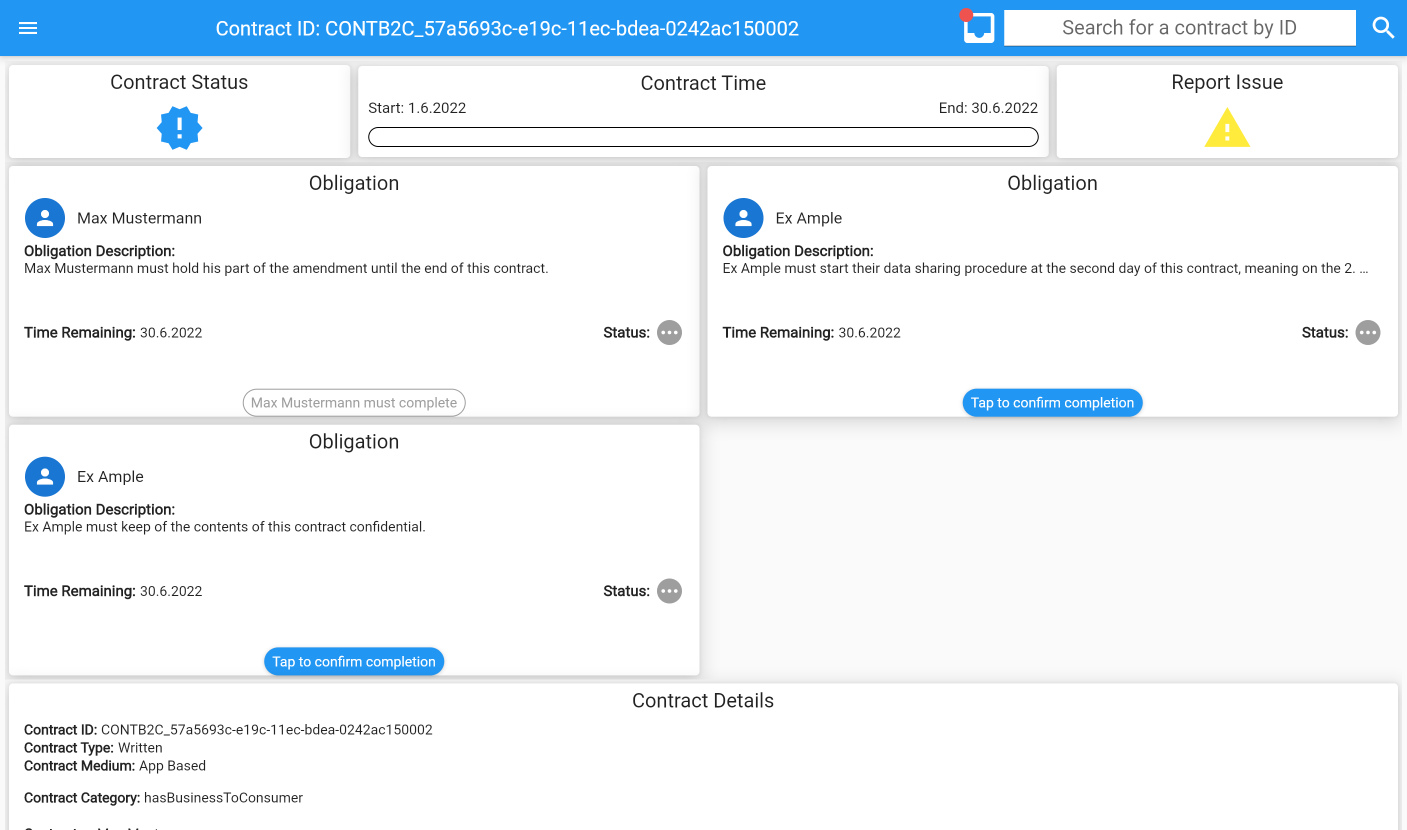 Contract ID: CONTB2C_57a5693c-e19c-11ec-bdea-0242ac150002
Search for a contract by ID
Contract Status
Contract Time
Start: 1.6.2022
End: 30.6.2022
Report Issue
Obligation
Max Mustermann
Obligation Description:
Max Mustermann must hold his part of the amendment until the end of this contract.
Time Remaining: 30.6.2022
Status:
Max Mustermann must complete
Obligation
Ex Ample
Obligation Description:
Ex Ample must start their data sharing procedure at the second day of this contract, meaning on the 2. ...
Time Remaining: 30.6.2022
Status:
Tap to confirm completion
Obligation
Ex Ample
Obligation Description:
Ex Ample must keep of the contents of this contract confidential.
Time Remaining: 30.6.2022
Status:
Tap to confirm completion
Contract Details
Contract ID: CONTB2C_57a5693c-e19c-11ec-bdea-0242ac150002
Contract Type: Written
Contract Medium: App Based
Contract Category: hasBusinessToConsumer